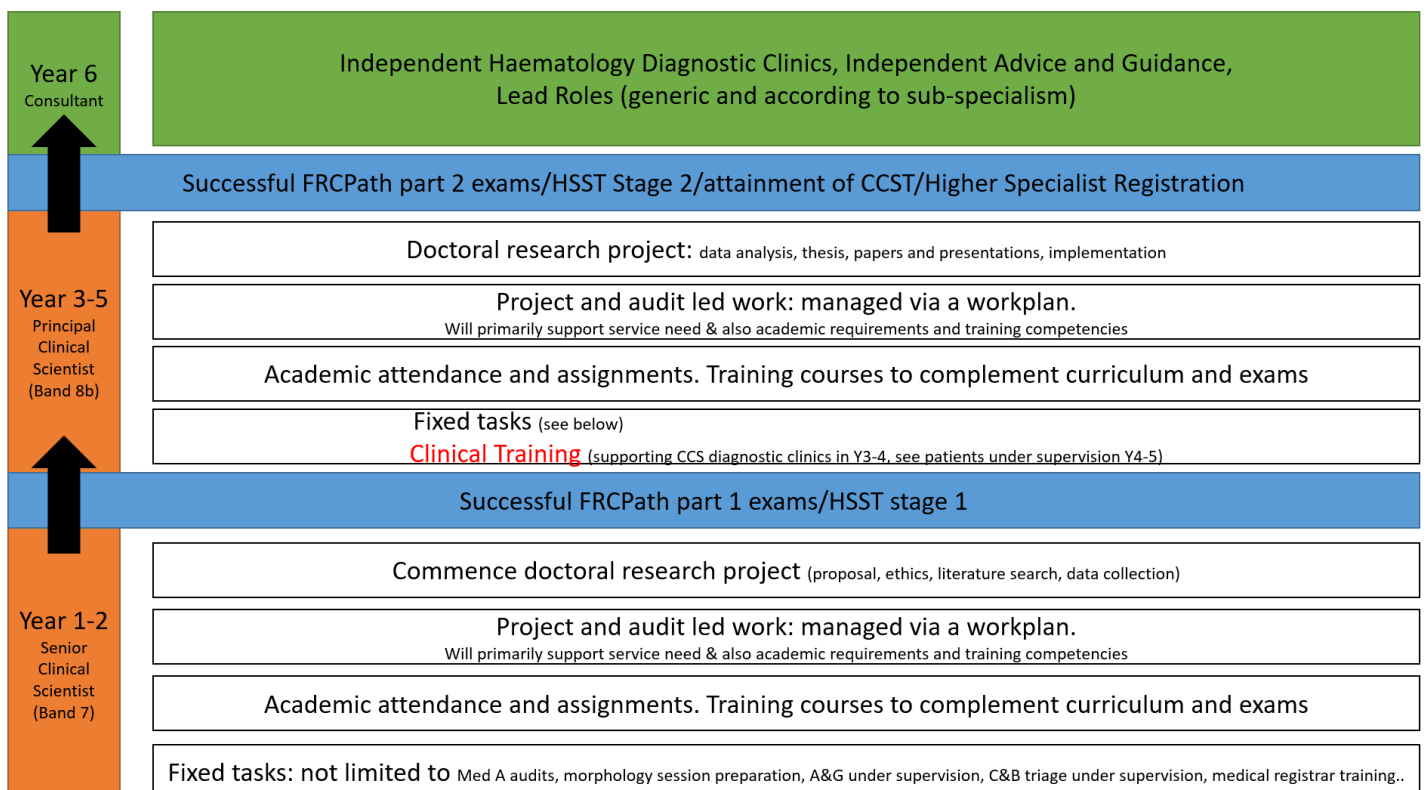 Year 6
Consultant
Independent Haematology Diagnostic Clinics, Independent Advice and Guidance,
Lead Roles (generic and according to sub-specialism)
Successful FRCPath part 2 exams/HSST Stage 2/attainment of CCST/Higher Specialist Registration
Year 3-5
Principal
Clinical
Scientist
(Band 8b)
Doctoral research project: data analysis, thesis, papers and presentations, implementation
Project and audit led work: managed via a workplan.
Will primarily support service need & also academic requirements and training competencies
Academic attendance and assignments. Training courses to complement curriculum and exams
Fixed tasks (see below)
Clinical Training (supporting CCS diagnostic clinics in Y3-4, see patients under supervision Y4-5)
Successful FRCPath part 1 exams/HSST stage 1
Year 1-2
Senior
Clinical
Scientist
(Band 7)
Commence doctoral research project (proposal, ethics, literature search, data collection)
Project and audit led work: managed via a workplan.
Will primarily support service need & also academic requirements and training competencies
Academic attendance and assignments. Training courses to complement curriculum and exams
Fixed tasks: not limited to Med A audits, morphology session preparation, A&G under supervision, C&B triage under supervision, medical registrar training..